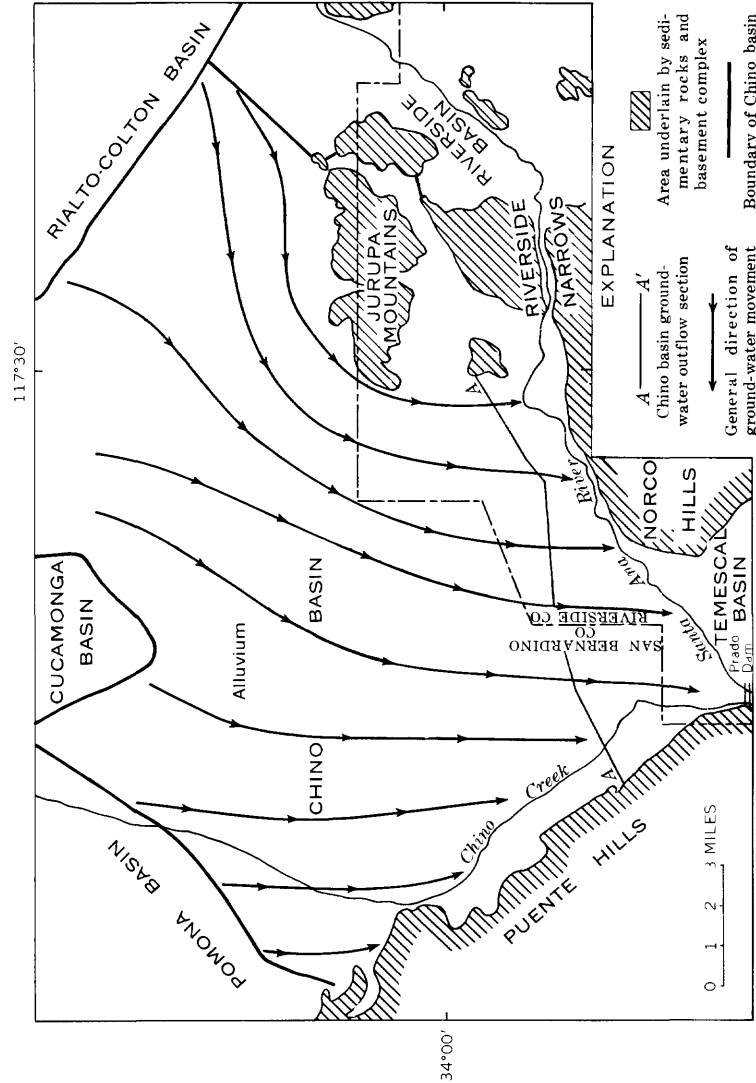 117°30'
RIALTO-COLTON BASIN
CUCAMONGA
BASIN
POMONA BASIN
Alluvium
CHINO BASIN
JURUPA
MOUNTAINS
RIVERSIDE
BASIN
RIVERSIDE
NARROWS
34°00'
Chino Creek
PUENTE HILLS
A
A
SAN BERNARDINO
CO
RIVERSIDE CO
Santa Ana River
NORCO
HILLS
TEMESCAL
BASIN
Prado
Dam
0 1 2 3 MILES
EXPLANATION
A A'
Chino basin ground-
water outflow section
General direction of
ground-water movement
Area underlain by sedi-
mentary rocks and
basement complex
Boundary of Chino basin